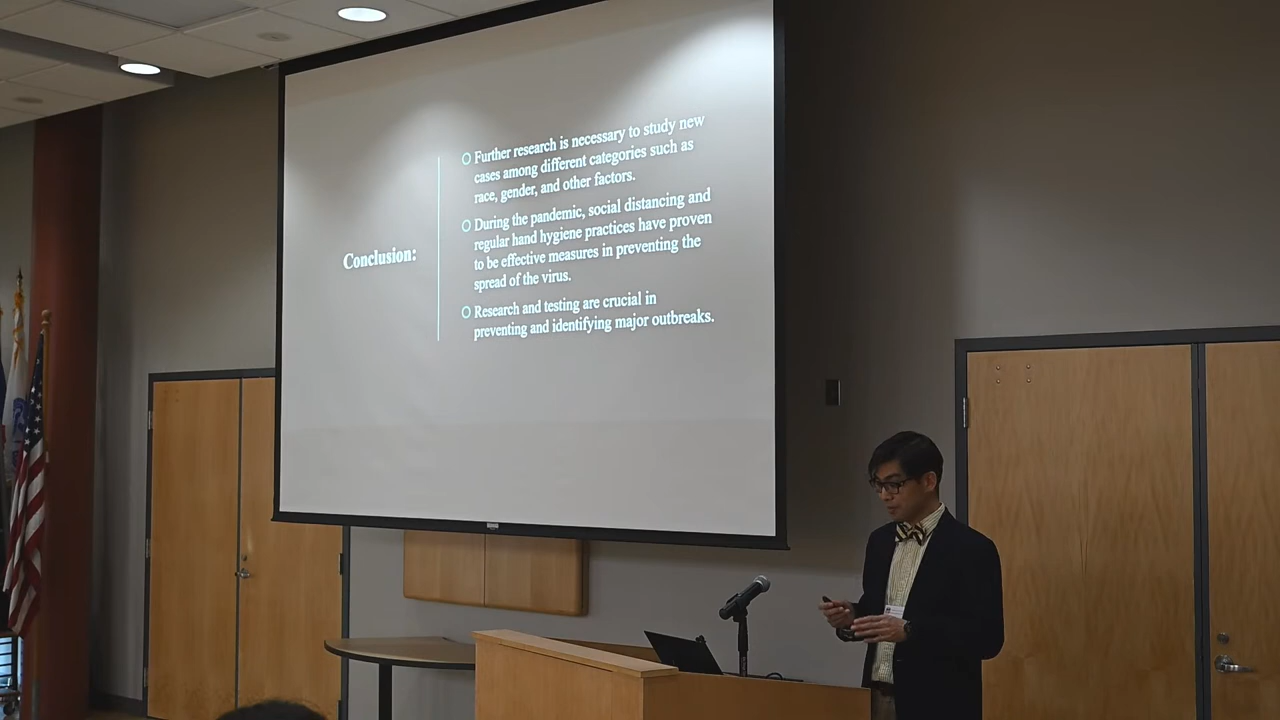 Conclusion:
Further research is necessary to study new
cases among different categories such as
race, gender, and other factors.
During the pandemic, social distancing and
regular hand hygiene practices have proven
to be effective measures in preventing the
spread of the virus.
Research and testing are crucial in
preventing and identifying major outbreaks.